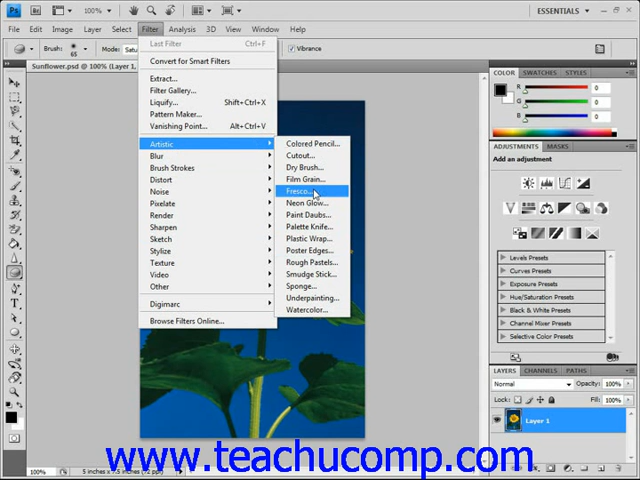 Ps Br 100% ESSENTIALS
File Edit Image Layer Select Filter Analysis 3D View Window Help
Brush: 65 Mode: Satu Vibrance
Sunflower.psd @ 100% (Layer 1,
Last Filter Ctrl+F
Convert for Smart Filters
Extract...
Filter Gallery...
Liquify... Shift+Ctrl+X
Pattern Maker...
Vanishing Point... Alt+Ctrl+V
Artistic
Blur
Brush Strokes
Distort
Noise
Pixelate
Render
Sharpen
Sketch
Stylize
Texture
Video
Other
Digimarc
Browse Filters Online...
Colored Pencil...
Cutout...
Dry Brush...
Film Grain...
Fresco...
Neon Glow...
Paint Daubs...
Palette Knife...
Plastic Wrap...
Poster Edges...
Rough Pastels...
Smudge Stick...
Sponge...
Underpainting...
Watercolor...
COLOR SWATCHES STYLES
R 0
G 0
B 0
ADJUSTMENTS MASKS
Add an adjustment
Levels Presets
Curves Presets
Exposure Presets
Hue/Saturation Presets
Black & White Presets
Channel Mixer Presets
Selective Color Presets
LAYERS CHANNELS PATHS
Normal Opacity: 100%
Lock: Fill: 100%
Layer 1
www.teachucomp.com
100% 5 inches x 7.5 inches (72 ppi)